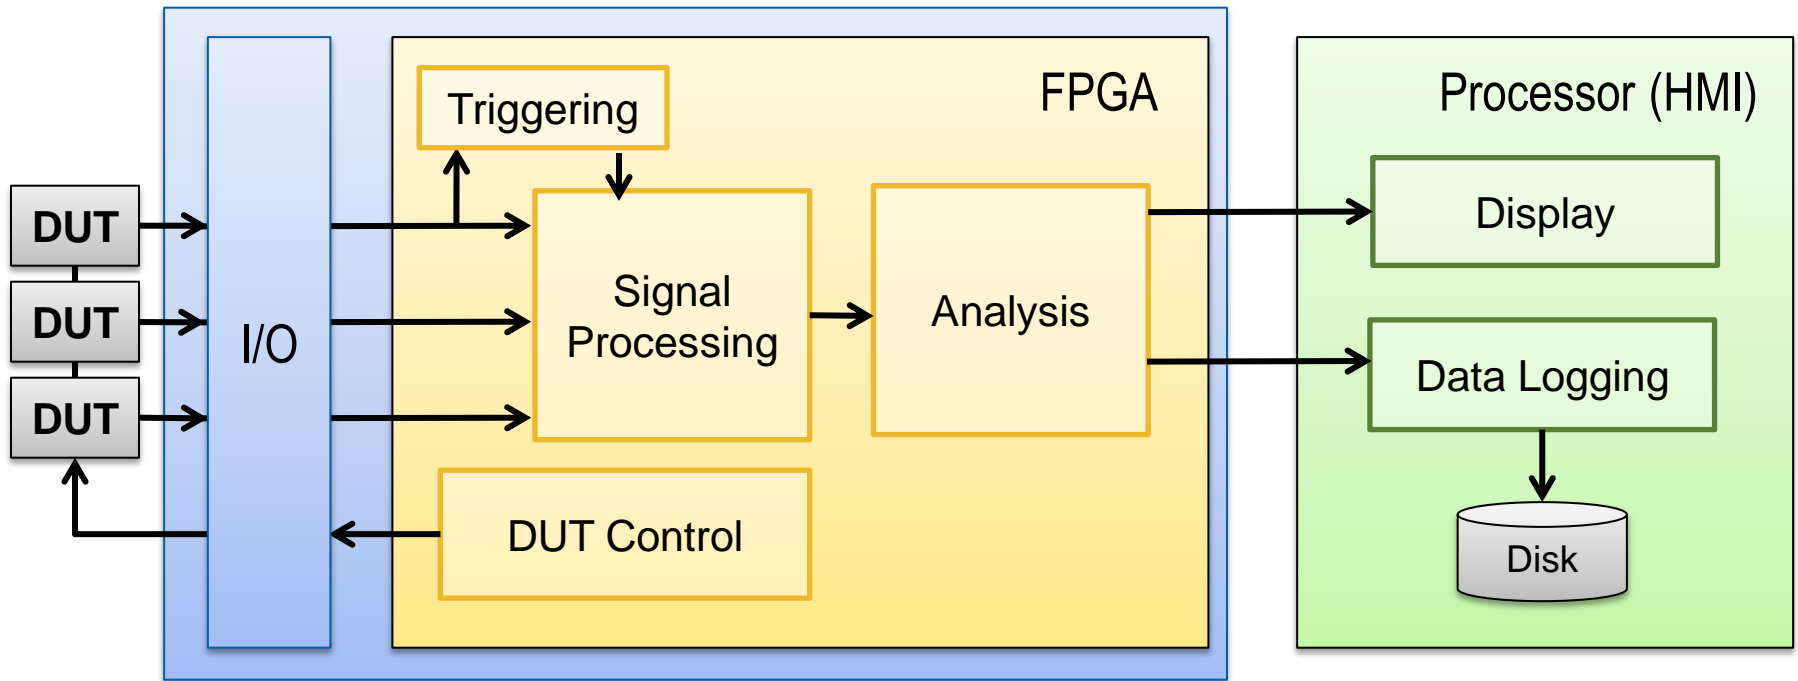 FPGA
Processor (HMI)
Triggering
DUT
DUT
DUT
I/O
Signal
Processing
Analysis
DUT Control
Display
Data Logging
Disk